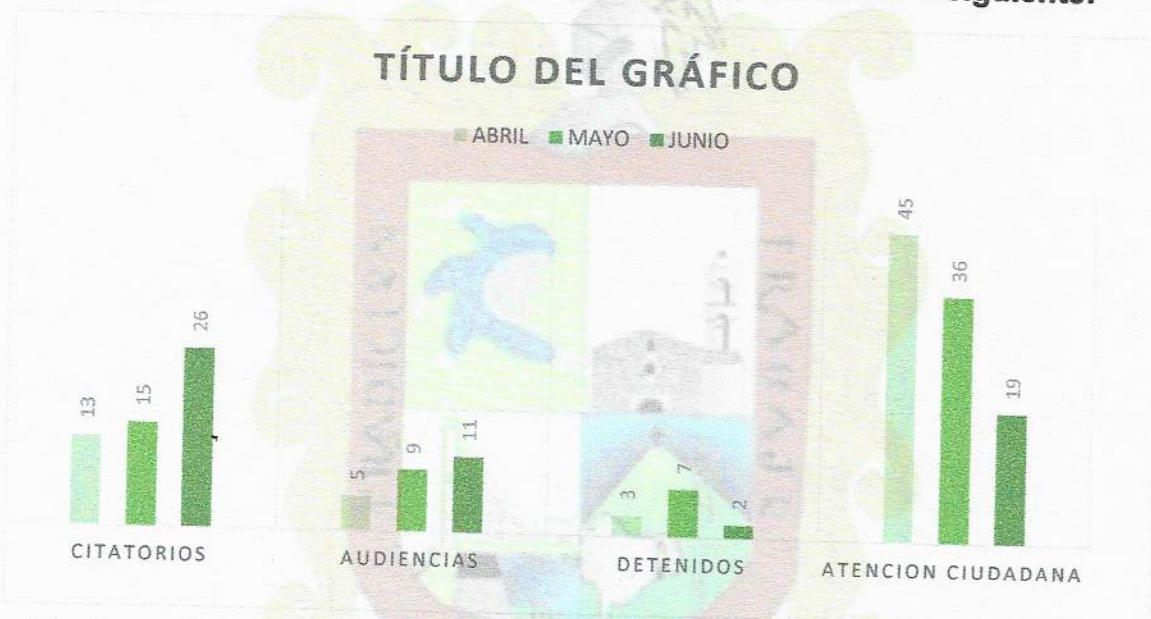 siguiente:
TÍTULO DEL GRÁFICO
ABRIL MAYO JUNIO
13 15 26 5 9 11 3 7 2 45 36 19
CITATORIOS AUDIENCIAS DETENIDOS ATENCION CIUDADANA